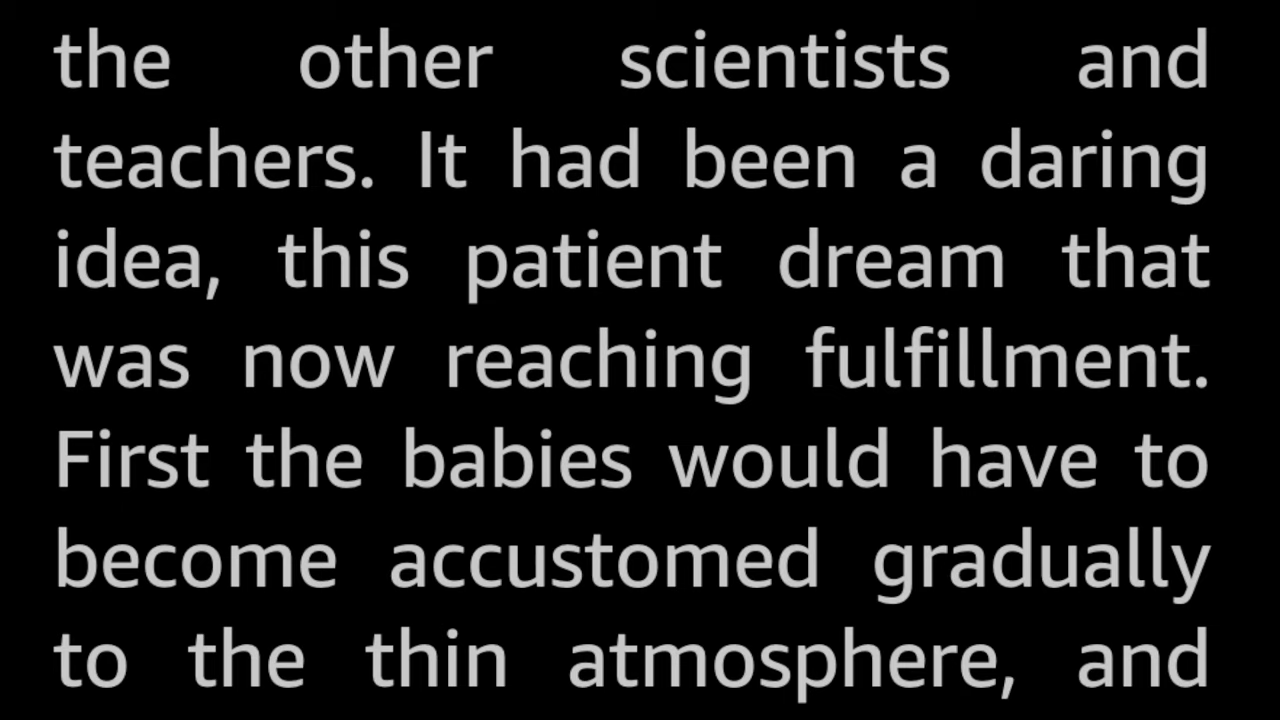 the other scientists and
teachers. It had been a daring
idea, this patient dream that
was now reaching fulfillment.
First the babies would have to
become accustomed gradually
to the thin atmosphere, and